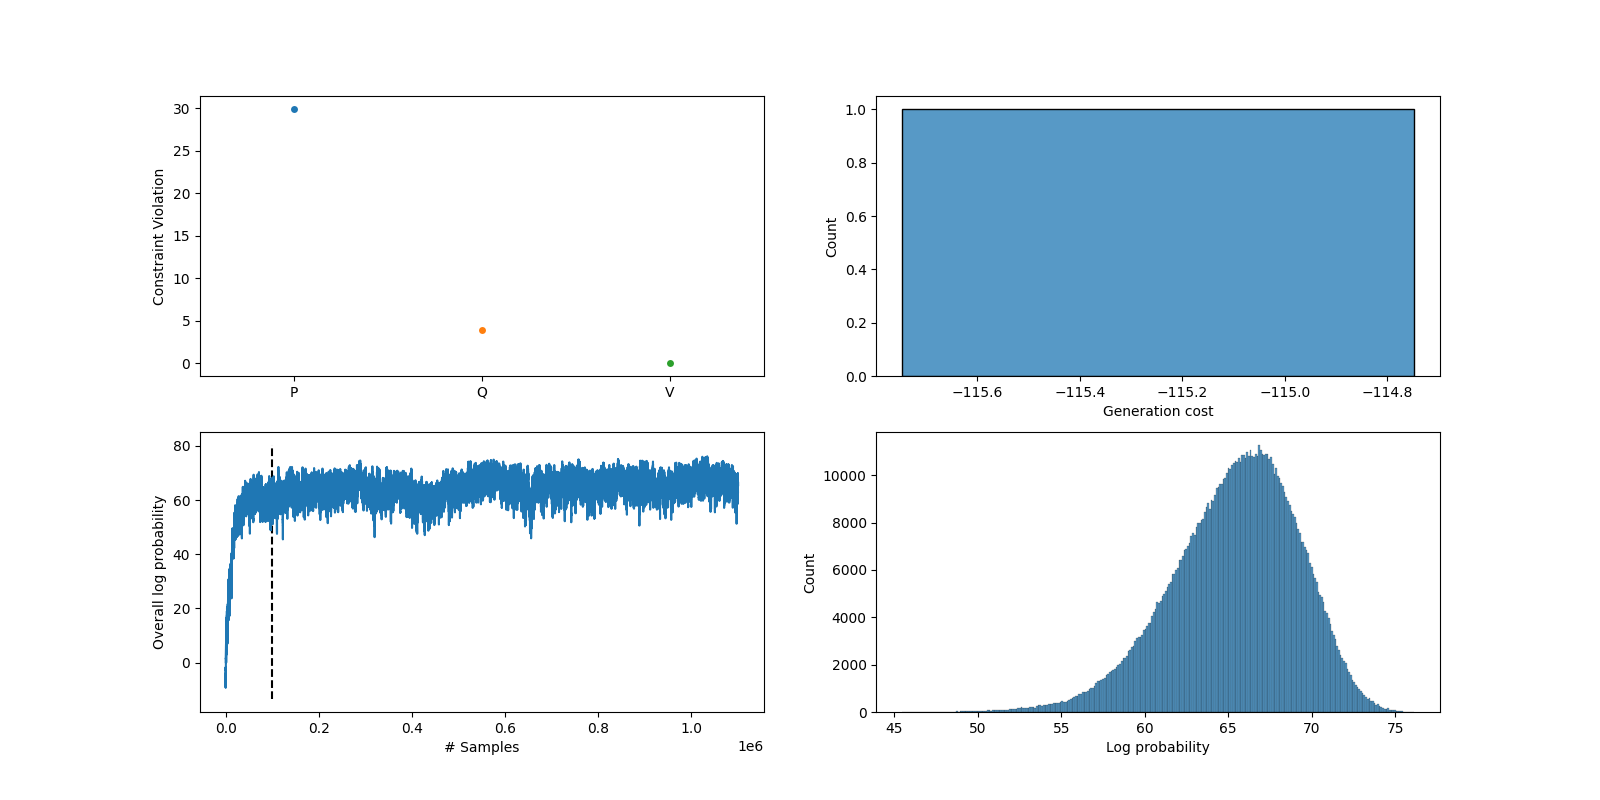 30
25
20
15
10
5
0
Constraint Violation
P Q V
1.0
0.8
0.6
0.4
0.2
0.0
Count
−115.6 −115.4 −115.2 −115.0 −114.8
Generation cost
80
60
40
20
0
Overall log probability
0.0 0.2 0.4 0.6 0.8 1.0
1e6
# Samples
10000
8000
6000
4000
2000
0
Count
45 50 55 60 65 70 75
Log probability